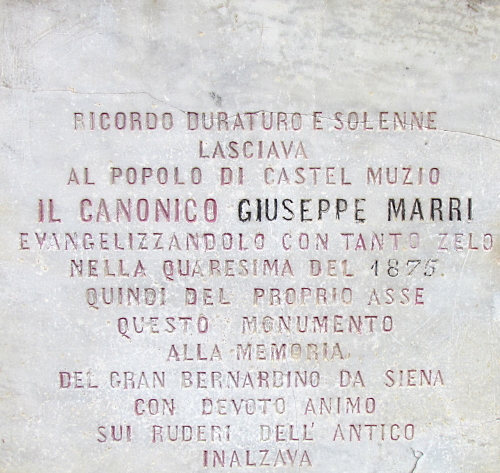 RICORDO DURATURO E SOLENNE
LASCIAVA
AL POPOLO DI CASTEL MUZIO
IL CANONICO GIUSEPPE MARRI
EVANGELIZZANDOLO CON TANTO ZELO
NELLA QUARESIMA DEL 1875.
QUINDI DEL PROPRIO ASSE
QUESTO MONUMENTO
ALLA MEMORIA
DEL GRAN BERNARDINO DA SIENA
CON DEVOTO ANIMO
SUI RUDERI DELL' ANTICO
INALZAVA